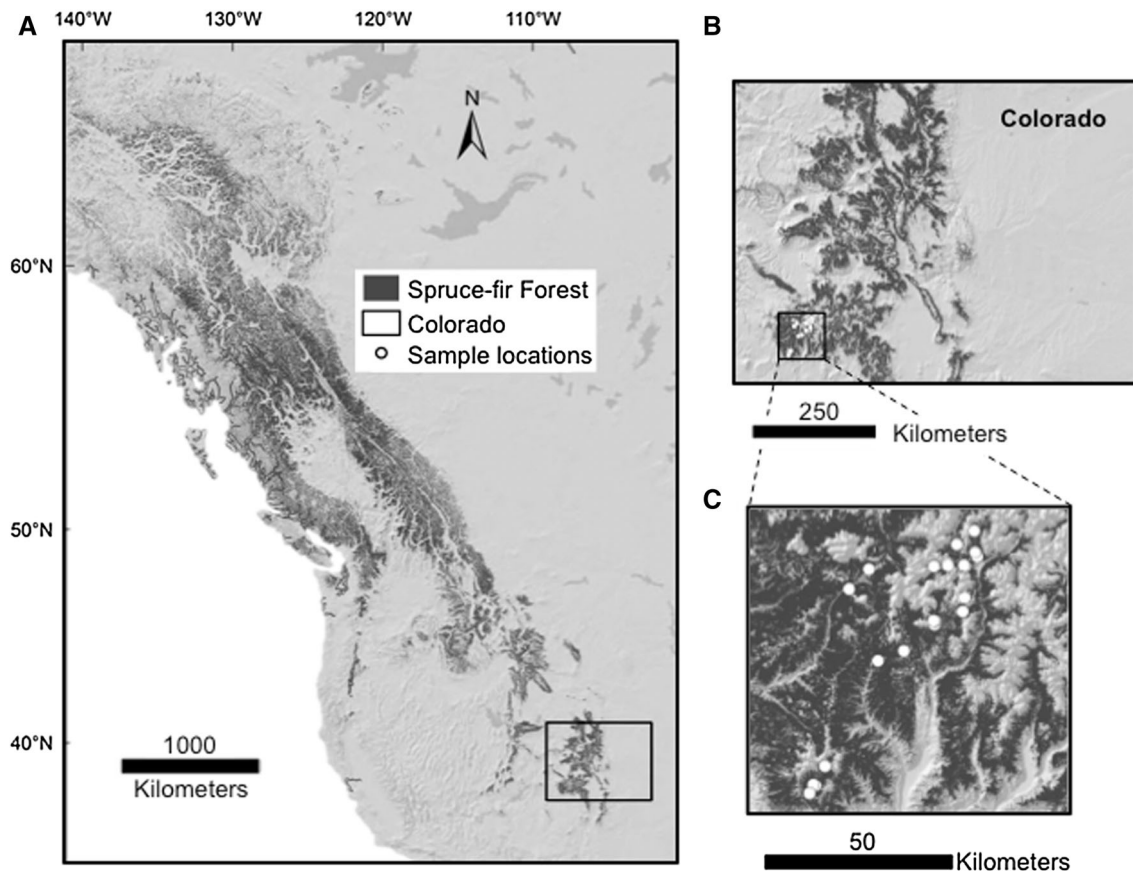 A
140°W 130°W 120°W 110°W
N
60°N
50°N
40°N
Spruce-fir Forest
Colorado
Sample locations
1000
Kilometers
B
Colorado
250
Kilometers
C
50
Kilometers